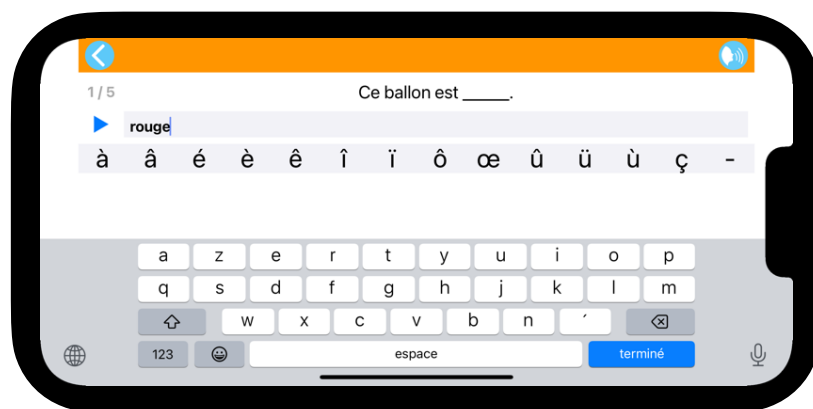 1 / 5
Ce ballon est _____.
rouge
à â é è ê î ï ô œ û ü ù ç -
a z e r t y u i o p
q s d f g h j k l m
w x c v b n ´
123 espace terminé